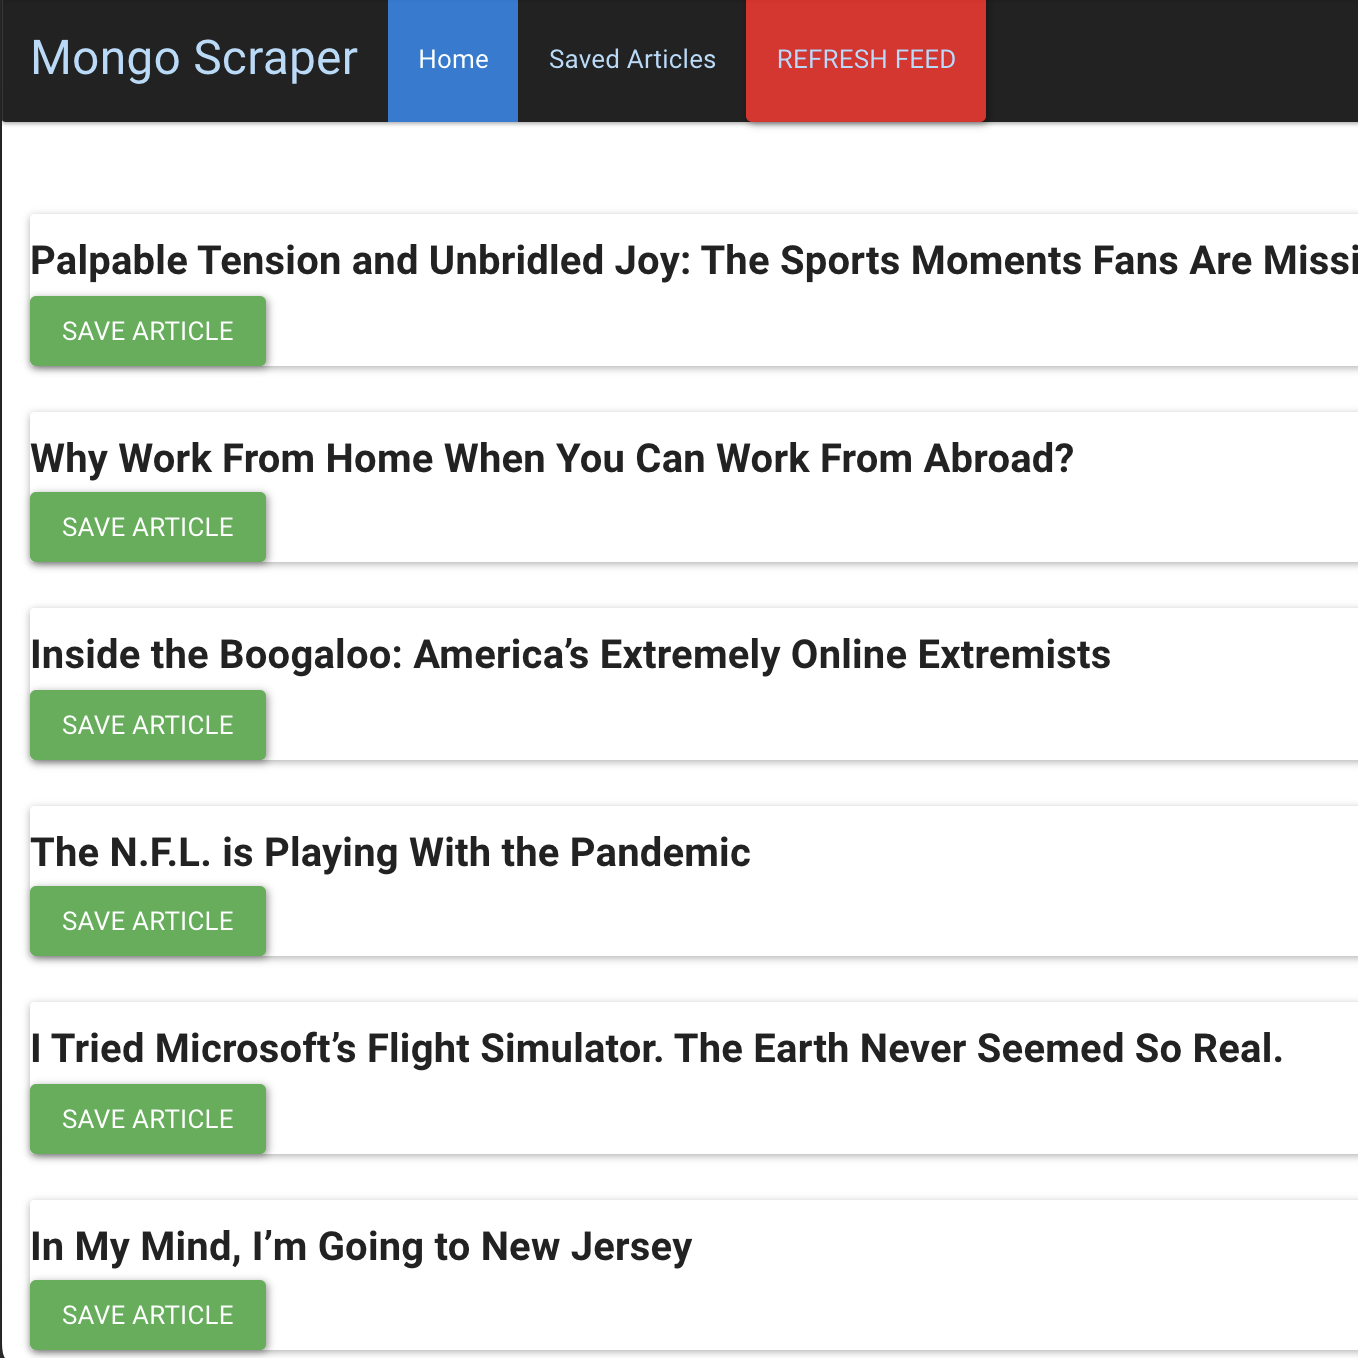 Mongo Scraper Home Saved Articles REFRESH FEED
Palpable Tension and Unbridled Joy: The Sports Moments Fans Are Missi
SAVE ARTICLE
Why Work From Home When You Can Work From Abroad?
SAVE ARTICLE
Inside the Boogaloo: America’s Extremely Online Extremists
SAVE ARTICLE
The N.F.L. is Playing With the Pandemic
SAVE ARTICLE
I Tried Microsoft’s Flight Simulator. The Earth Never Seemed So Real.
SAVE ARTICLE
In My Mind, I’m Going to New Jersey
SAVE ARTICLE